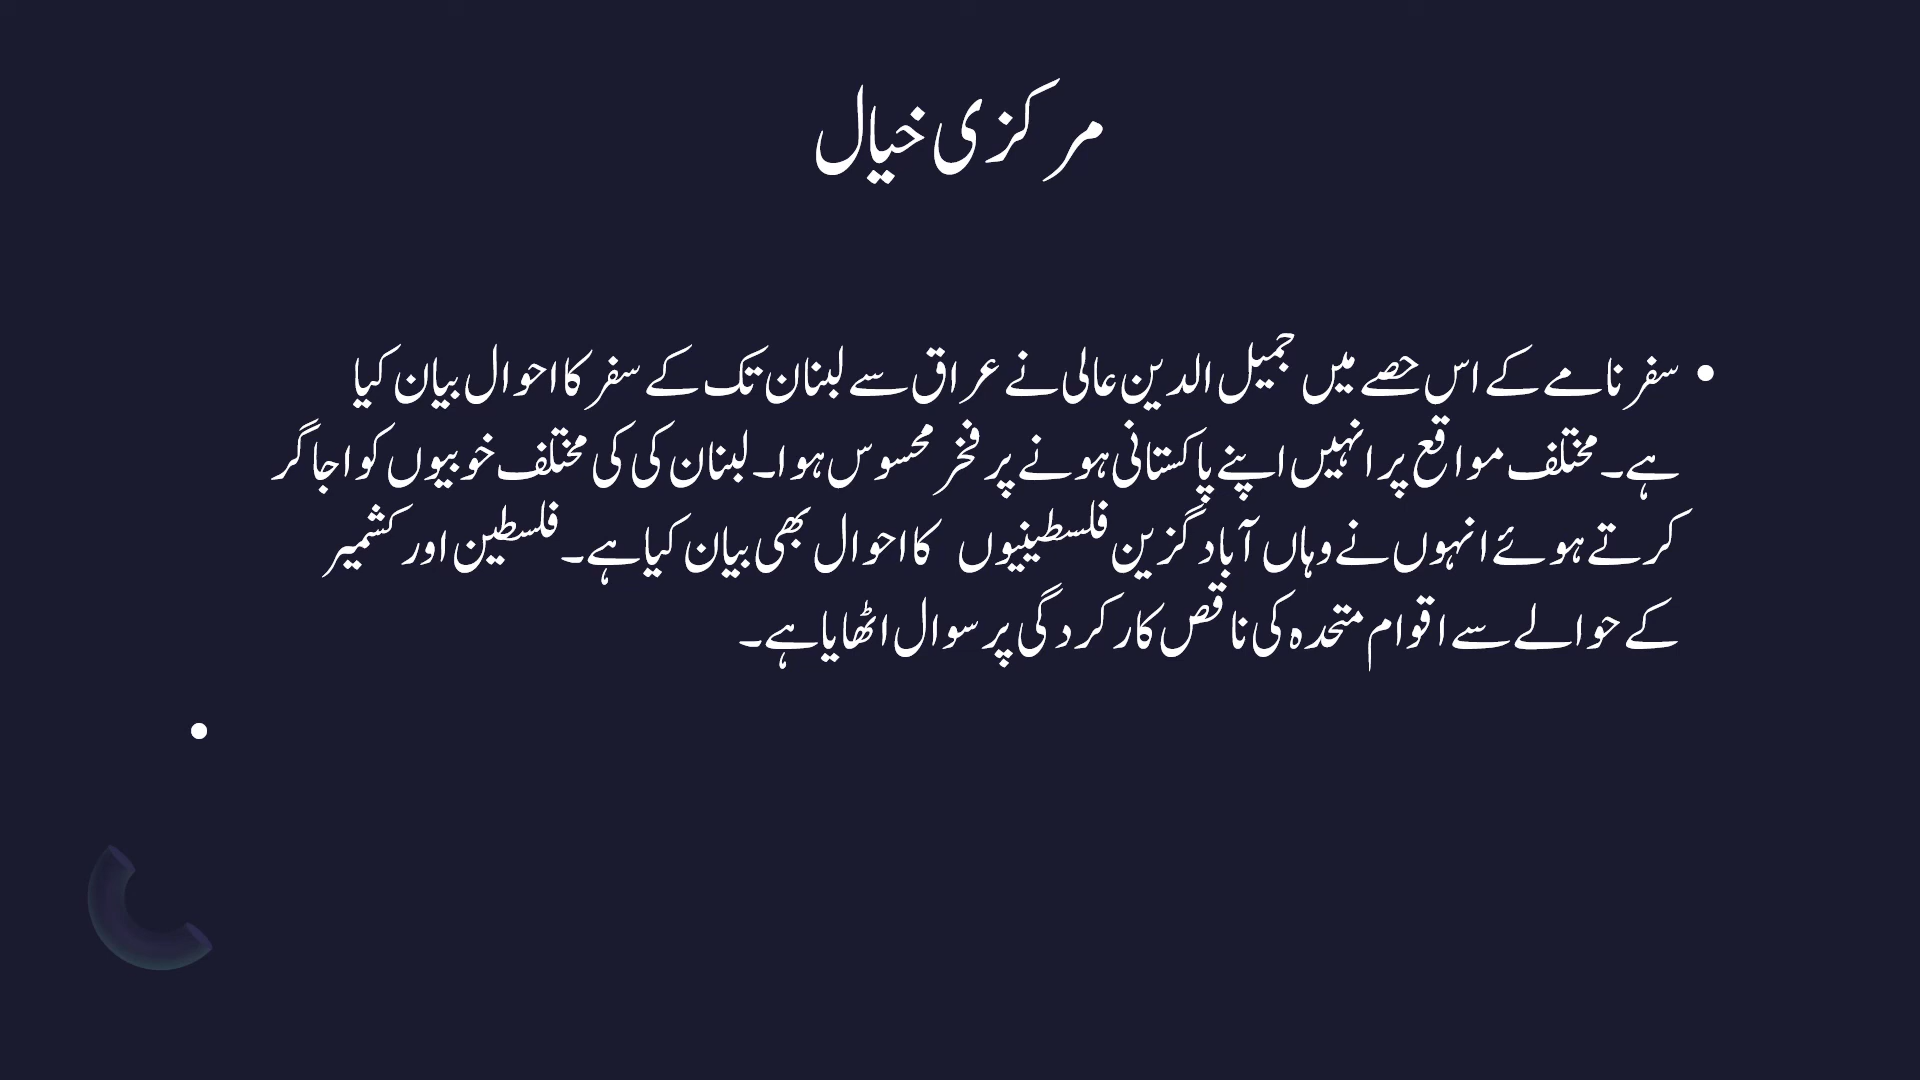 مرکزی خیال
• سفر نامے کے اس حصے میں جمیل الدین عالی نے عراق سے لبنان تک کے سفر کا احوال بیان کیا
ہے۔ مختلف مواقع پر انہیں اپنے پاکستانی ہونے پر فخر محسوس ہوا۔ لبنان کی کی مختلف خوبیوں کو اجاگر
کرتے ہوئے انہوں نے وہاں آباد گزین فلسطینیوں کا احوال بھی بیان کیا ہے۔ فلسطین اور کشمیر
کے حوالے سے اقوام متحدہ کی ناقص کارکردگی پر سوال اٹھایا ہے۔
•